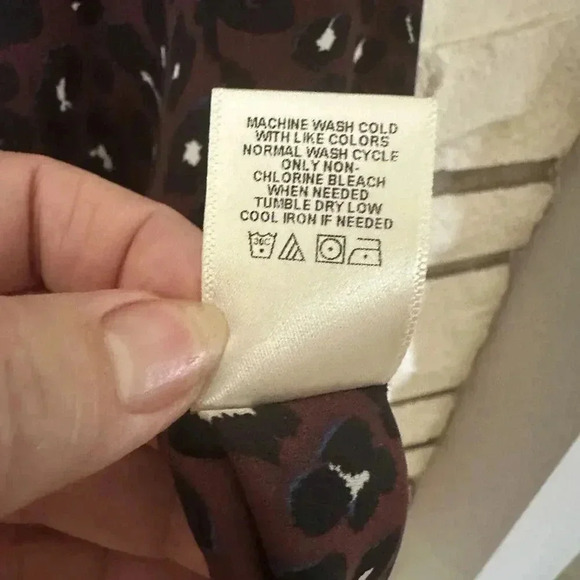 MACHINE WASH COLD
WITH LIKE COLORS
NORMAL WASH CYCLE
ONLY NON-
CHLORINE BLEACH
WHEN NEEDED
TUMBLE DRY LOW
COOL IRON IF NEEDED
30C